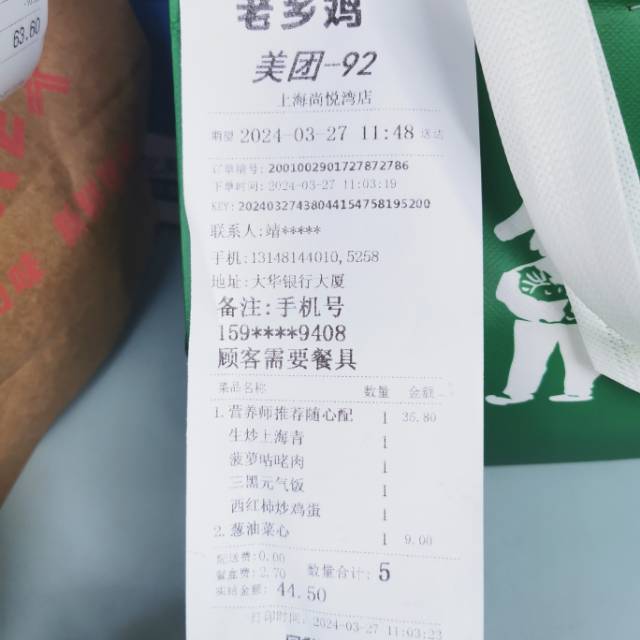 63.60
老乡鸡
美团-92
上海尚悦湾店
期望 2024-03-27 11:48 送达
订单编号: 2001002901727872786
下单时间: 2024-03-27 11:03:19
KEY: 20240327438044154758195200
联系人:靖*****
手机:13148144010,5258
地址: 大华银行大厦
备注: 手机号
159****9408
顾客需要餐具
菜品名称 数量 金额
1. 营养师推荐随心配 1 35.80
生炒上海青 1
菠萝咕咾肉 1
三黑元气饭 1
西红柿炒鸡蛋 1
2. 葱油菜心 1 9.00
配送费: 0.00
餐盒费: 2.70 数量合计: 5
实结金额: 44.50
打印时间: 2024-03-27 11:03:23